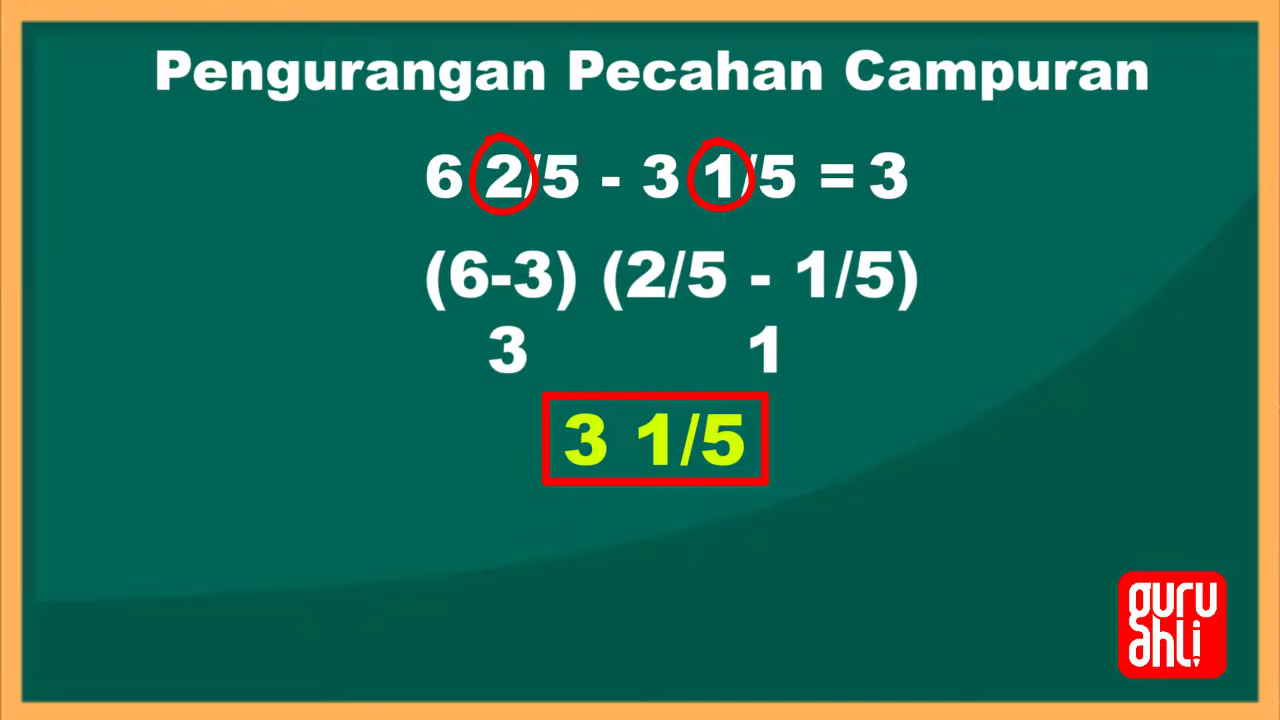 Pengurangan Pecahan Campuran
6 2/5 - 3 1/5 = 3
(6-3) (2/5 - 1/5)
3 1
3 1/5
guru
ahli